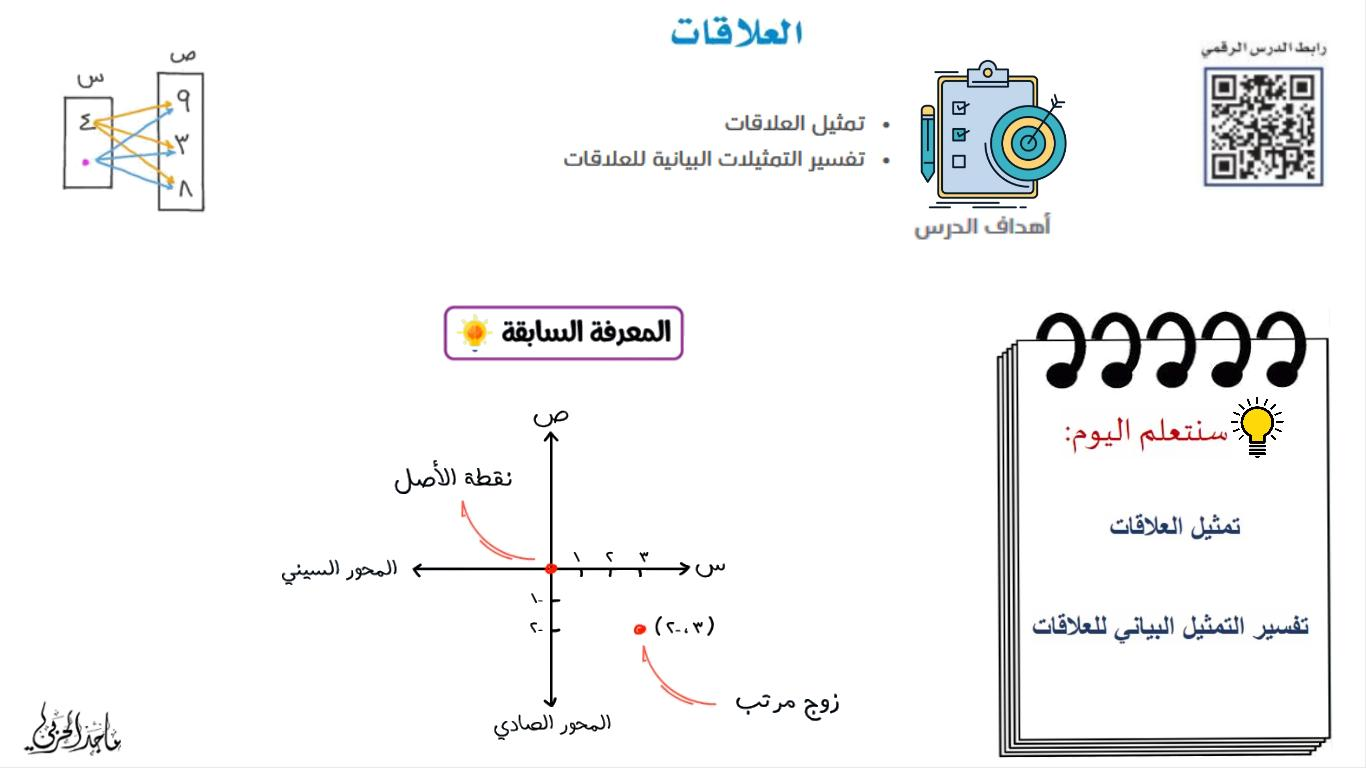 العلاقات
رابط الدرس الرقمي
• تمثيل العلاقات
• تفسير التمثيلات البيانية للعلاقات
أهداف الدرس
ص
س
٩
٤
٣
٨
المعرفة السابقة
سنتعلم اليوم:
تمثيل العلاقات
تفسير التمثيل البياني للعلاقات
ص
نقطة الأصل
١ ٢ ٣
س
المحور السيني
-١
-٢
(٣، -٢)
زوج مرتب
المحور الصادي